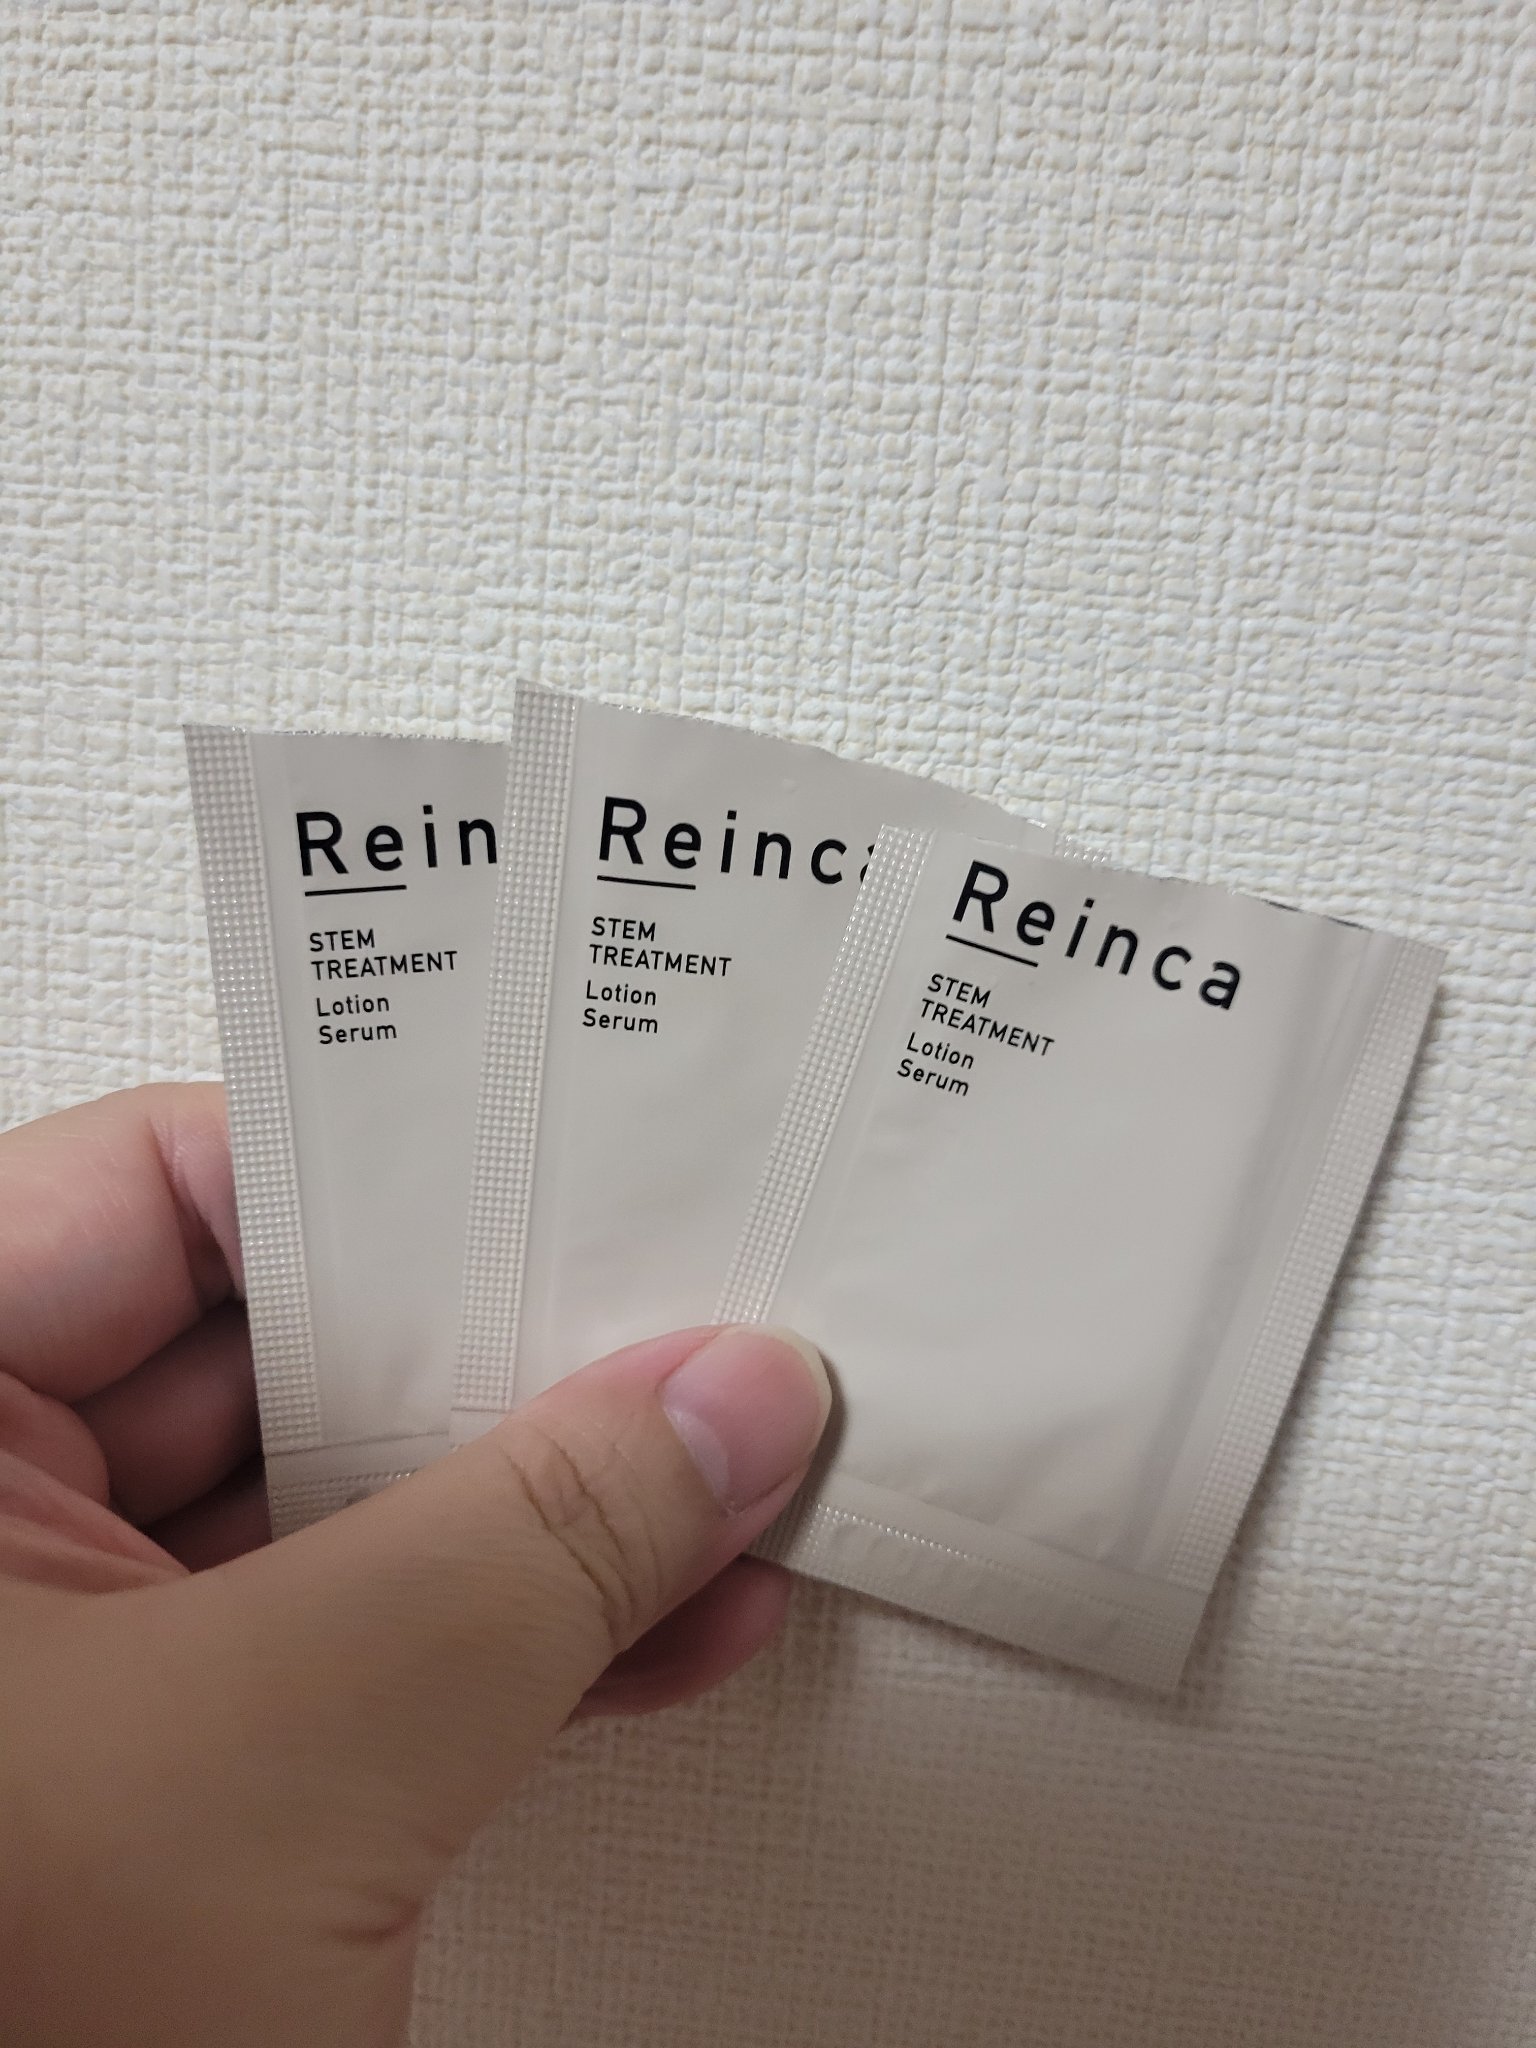 Rein
STEM
TREATMENT
Lotion
Serum
Reinca
STEM
TREATMENT
Lotion
Serum
Reinca
STEM
TREATMENT
Lotion
Serum